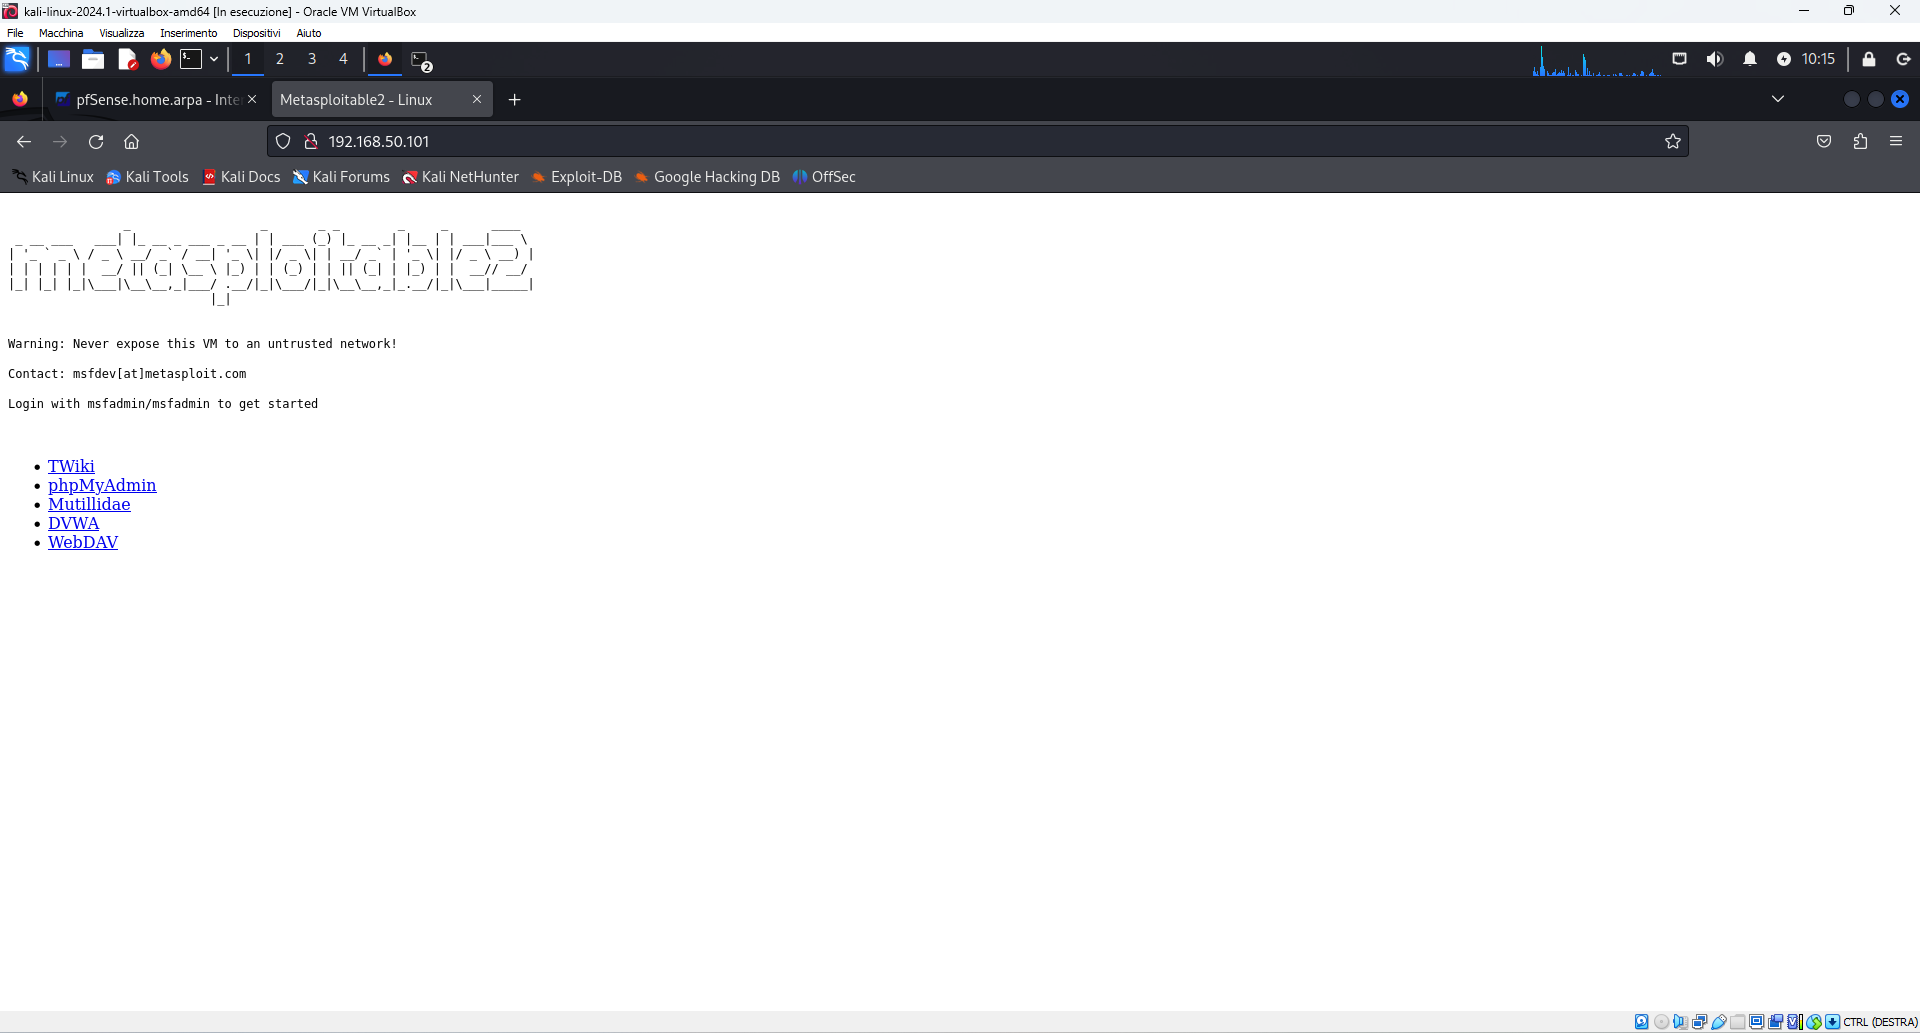 kali-linux-2024.1-virtualbox-amd64 [In esecuzione] - Oracle VM VirtualBox
File Macchina Visualizza Inserimento Dispositivi Aiuto
1 2 3 4 2 10:15
pfSense.home.arpa - Inte Metasploitable2 - Linux
192.168.50.101
Kali Linux Kali Tools Kali Docs Kali Forums Kali NetHunter Exploit-DB Google Hacking DB OffSec
metasploitable2
Warning: Never expose this VM to an untrusted network!
Contact: msfdev[at]metasploit.com
Login with msfadmin/msfadmin to get started
TWiki
phpMyAdmin
Mutillidae
DVWA
WebDAV
CTRL (DESTRA)